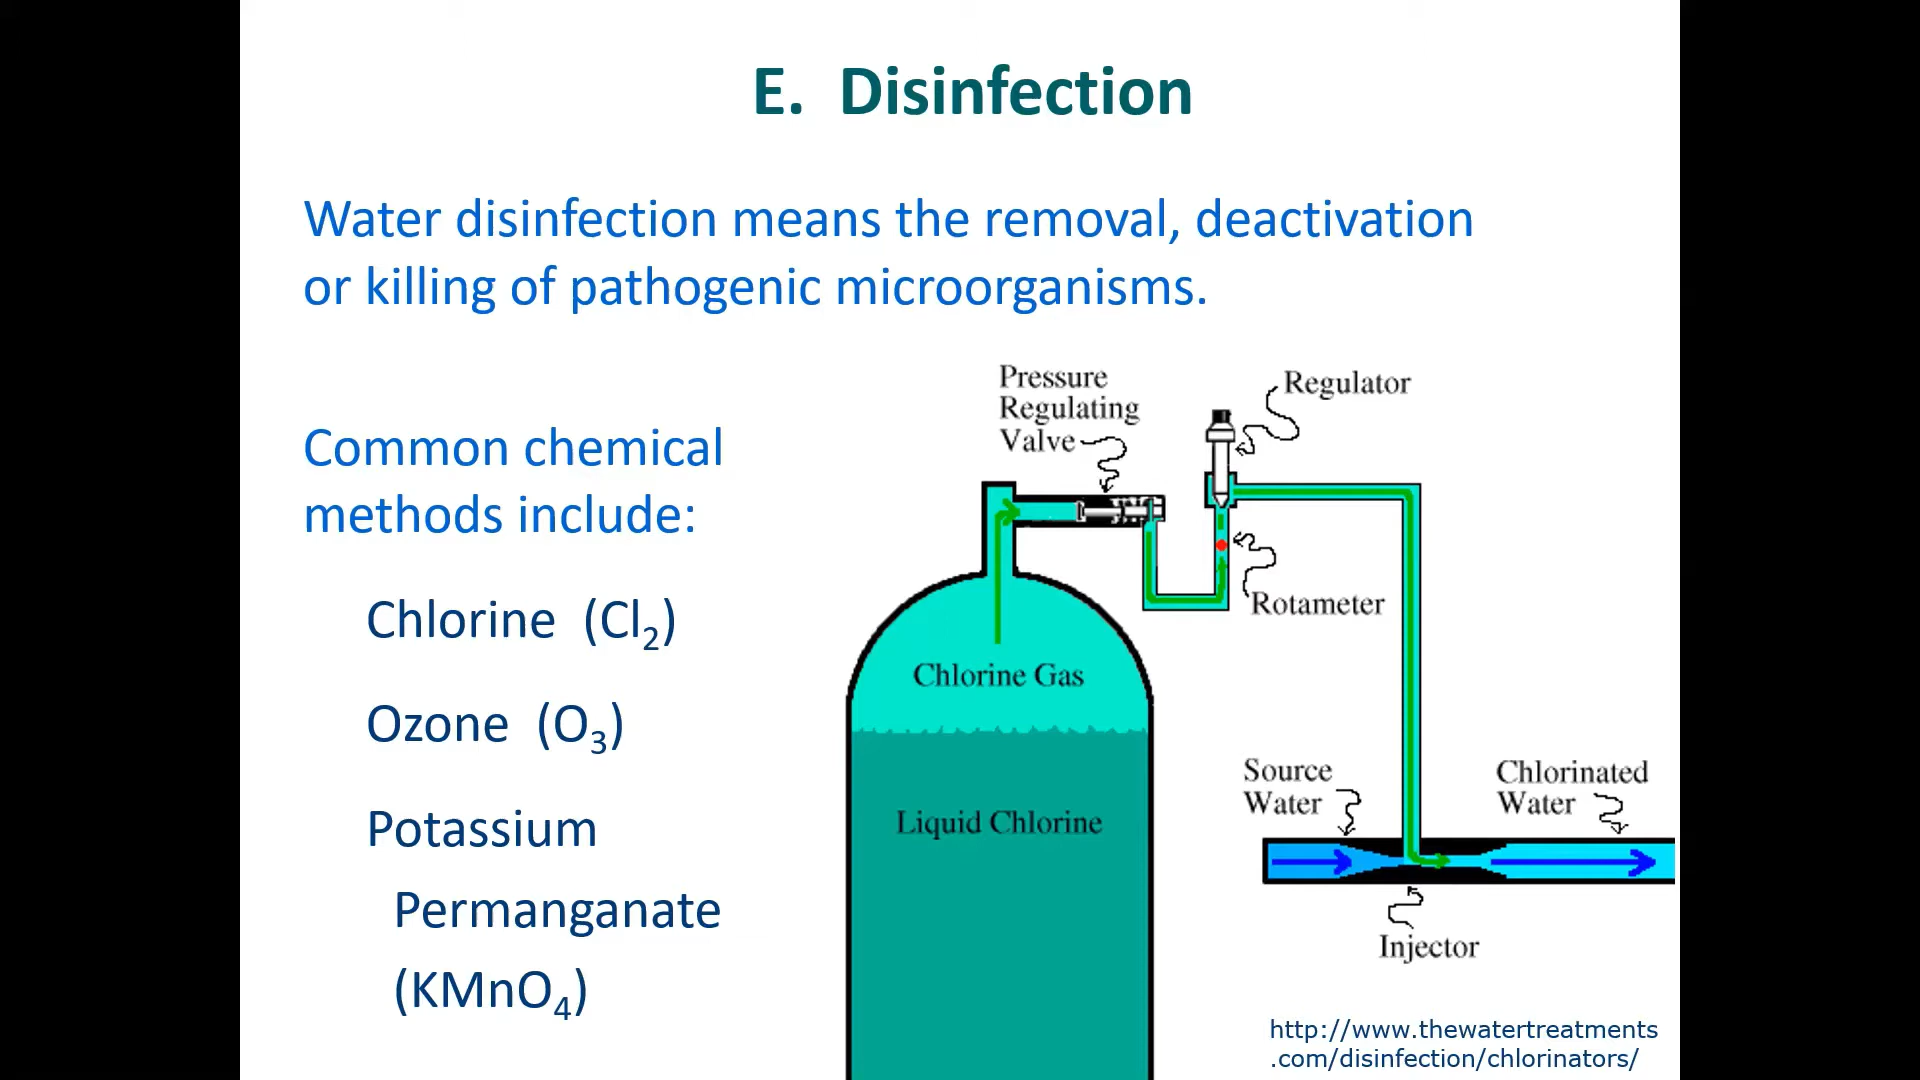 E. Disinfection
Water disinfection means the removal, deactivation
or killing of pathogenic microorganisms.
Common chemical
methods include:
Chlorine (Cl₂)
Ozone (O₃)
Potassium
Permanganate
(KMnO₄)
Pressure
Regulating
Valve
Regulator
Rotameter
Chlorine Gas
Liquid Chlorine
Source
Water
Chlorinated
Water
Injector
http://www.thewatertreatments
.com/disinfection/chlorinators/